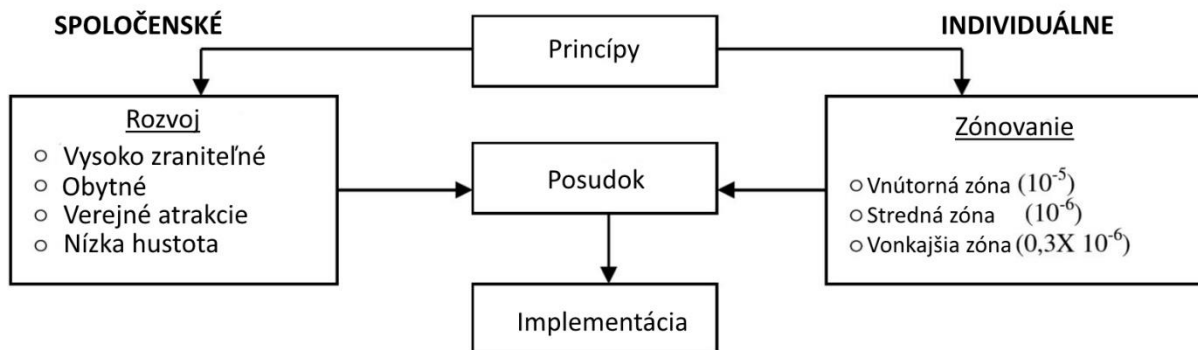 SPOLOČENSKÉ
INDIVIDUÁLNE
Princípy
Rozvoj
○ Vysoko zraniteľné
○ Obytné
○ Verejné atrakcie
○ Nízka hustota
Posudok
Zónovanie
○ Vnútorná zóna (10⁻⁵)
○ Stredná zóna (10⁻⁶)
○ Vonkajšia zóna (0,3X 10⁻⁶)
Implementácia